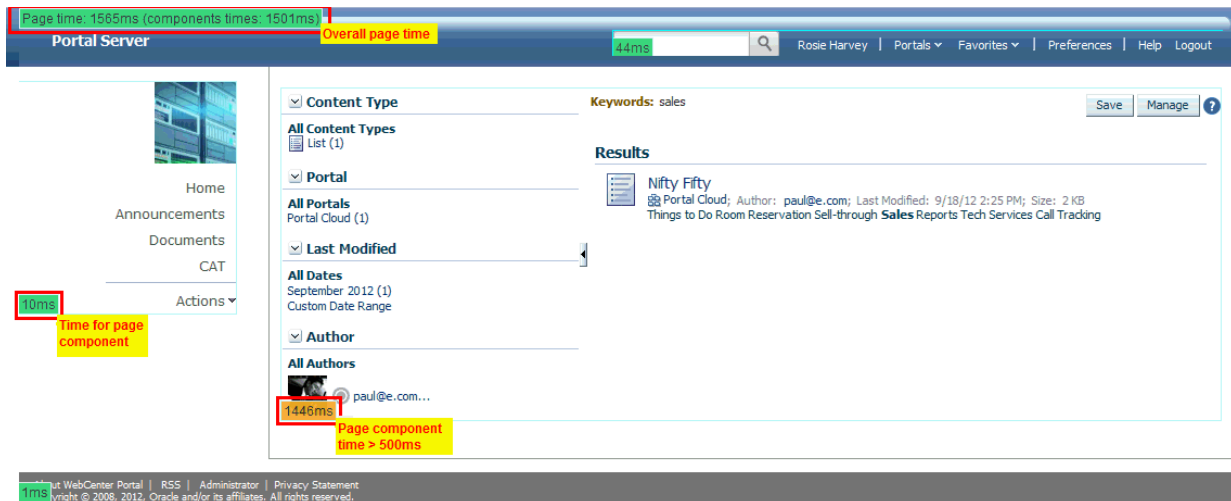 Page time: 1565ms (components times: 1501ms)
Overall page time
Portal Server
44ms
Rosie Harvey | Portals | Favorites | Preferences | Help Logout
Content Type
All Content Types
List (1)
Portal
All Portals
Portal Cloud (1)
Last Modified
All Dates
September 2012 (1)
Custom Date Range
Author
All Authors
paul@e.com...
1446ms
Page component
time > 500ms
Keywords: sales
Save Manage ?
Results
Nifty Fifty
Portal Cloud; Author: paul@e.com; Last Modified: 9/18/12 2:25 PM; Size: 2 KB
Things to Do Room Reservation Sell-through Sales Reports Tech Services Call Tracking
Home
Announcements
Documents
CAT
Actions
10ms
Time for page
component
1ms
WebCenter Portal | RSS | Administrator | Privacy Statement
© 2008, 2012, Oracle and/or its affiliates. All rights reserved.